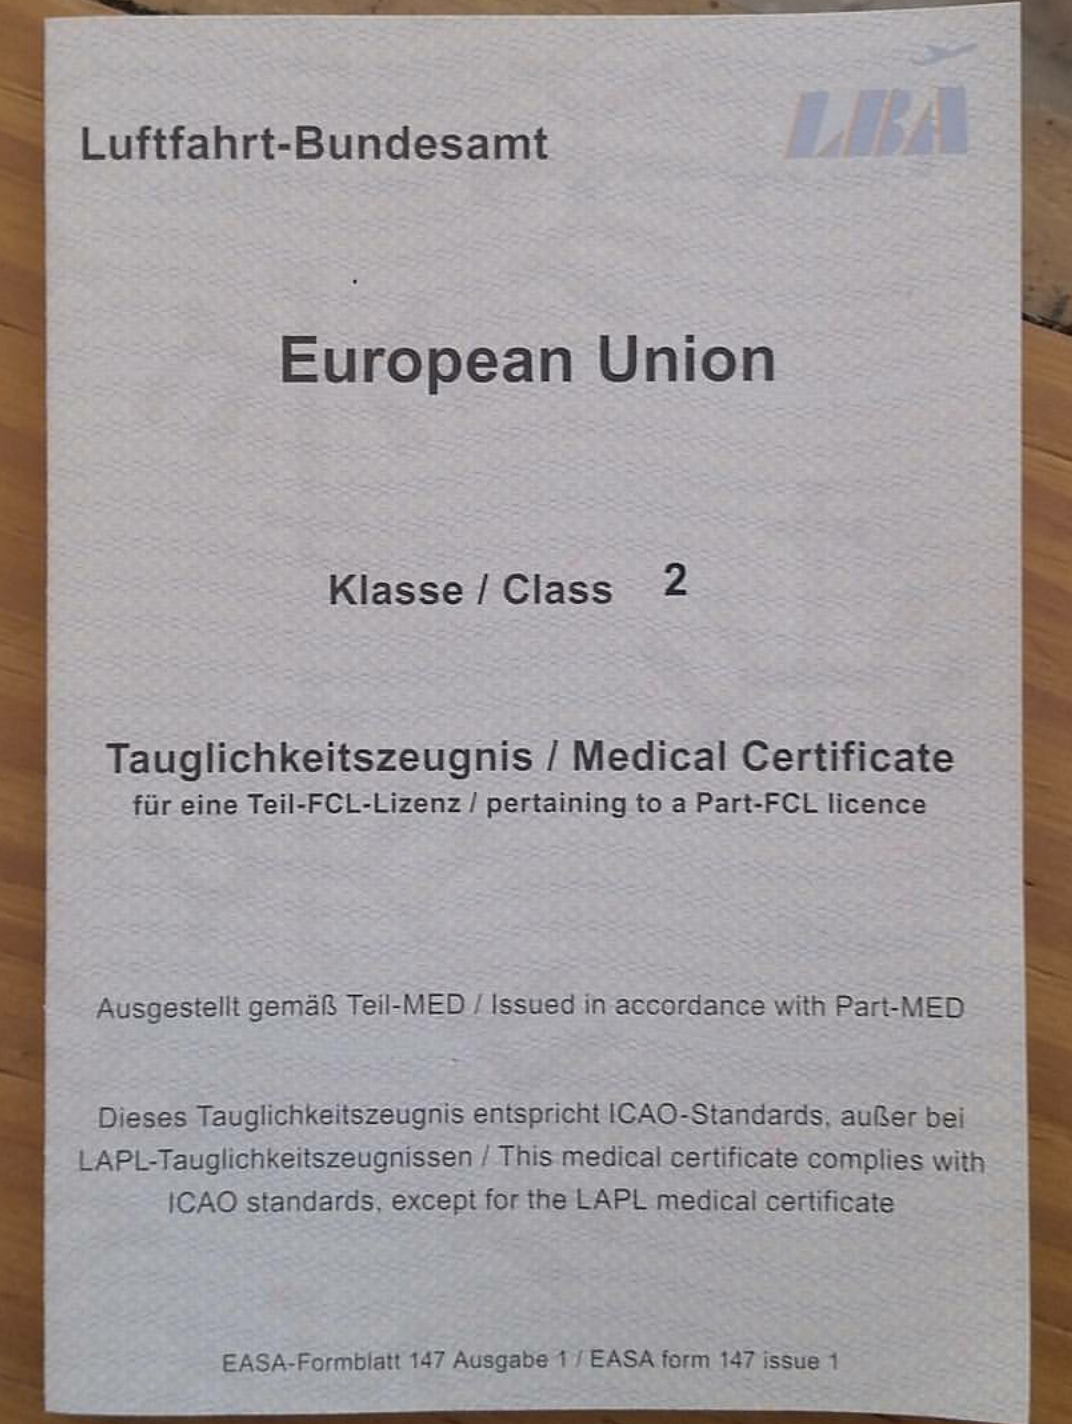 Luftfahrt-Bundesamt
LBA
European Union
Klasse / Class 2
Tauglichkeitszeugnis / Medical Certificate
für eine Teil-FCL-Lizenz / pertaining to a Part-FCL licence
Ausgestellt gemäß Teil-MED / Issued in accordance with Part-MED
Dieses Tauglichkeitszeugnis entspricht ICAO-Standards, außer bei
LAPL-Tauglichkeitszeugnissen / This medical certificate complies with
ICAO standards, except for the LAPL medical certificate
EASA-Formblatt 147 Ausgabe 1 / EASA form 147 issue 1